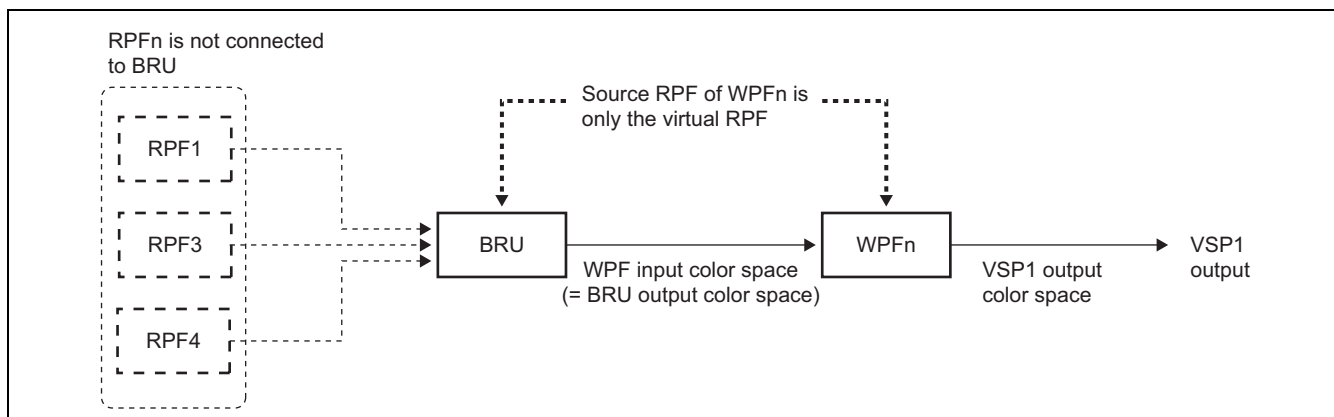 RPFn is not connected
to BRU
RPF1
RPF3
RPF4
Source RPF of WPFn is
only the virtual RPF
BRU
WPF input color space
(= BRU output color space)
WPFn
VSP1 output
color space
VSP1
output